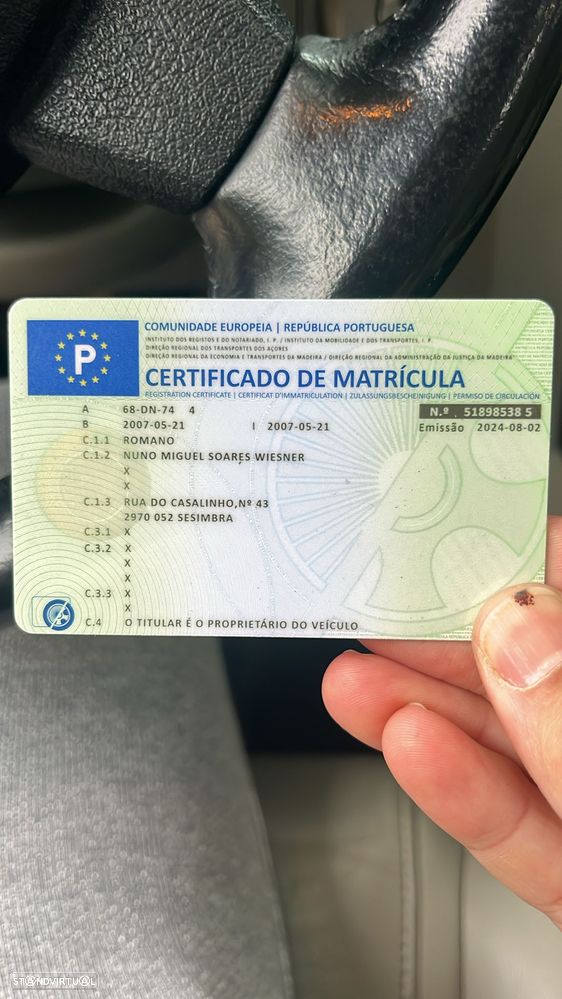 P
COMUNIDADE EUROPEIA | REPÚBLICA PORTUGUESA
INSTITUTO DOS REGISTOS E DO NOTARIADO, I. P. / INSTITUTO DA MOBILIDADE E DOS TRANSPORTES, I. P.
DIREÇÃO REGIONAL DOS TRANSPORTES DOS AÇORES
DIREÇÃO REGIONAL DA ECONOMIA E TRANSPORTES DA MADEIRA / DIREÇÃO REGIONAL DA ADMINISTRAÇÃO DA JUSTIÇA DA MADEIRA
CERTIFICADO DE MATRÍCULA
REGISTRATION CERTIFICATE | CERTIFICAT D'IMMATRICULATION | ZULASSUNGSBESCHEINIGUNG | PERMISO DE CIRCULACIÓN
A 68-DN-74 4 N.º . 51898538 5
B 2007-05-21 I 2007-05-21 Emissão 2024-08-02
C.1.1 ROMANO
C.1.2 NUNO MIGUEL SOARES WIESNER
X
X
C.1.3 RUA DO CASALINHO,Nº 43
2970 052 SESIMBRA
C.3.1 X
C.3.2 X
X
X
C.3.3 X
X
C.4 O TITULAR É O PROPRIETÁRIO DO VEÍCULO
STANDVIRTUAL